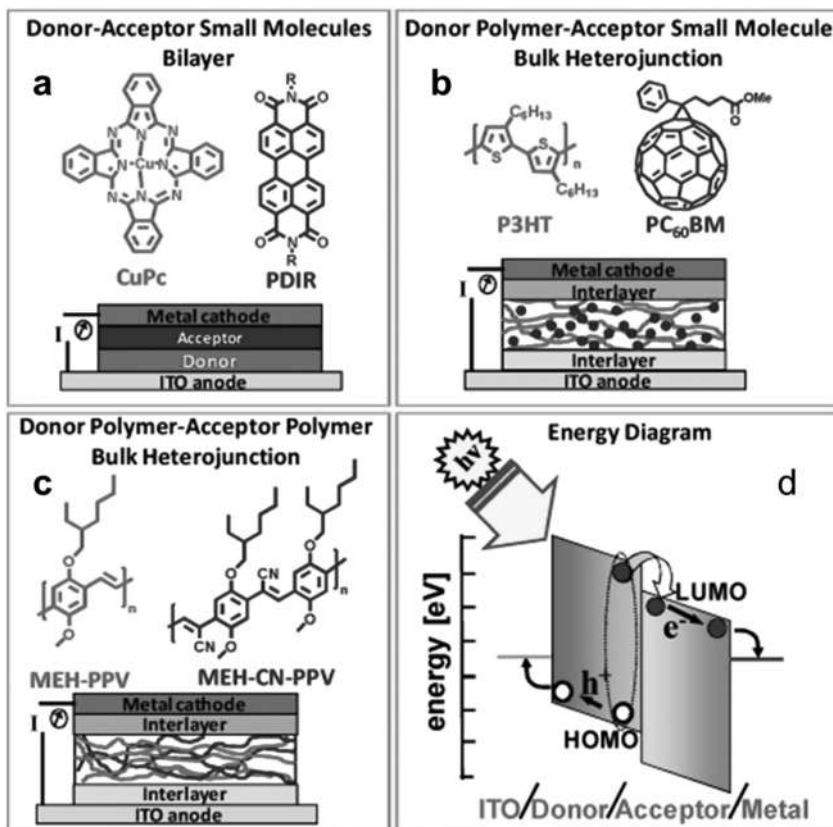 Donor-Acceptor Small Molecules
Bilayer
a
R
O N O
N
N N
N Cu N
N N
N
O N O
R
CuPc
PDIR
I
Metal cathode
Acceptor
Donor
ITO anode
Donor Polymer-Acceptor Small Molecule
Bulk Heterojunction
b
C₆H₁₃
S
S
n
C₆H₁₃
OMe
O
P3HT
PC₆₀BM
I
Metal cathode
Interlayer
Interlayer
ITO anode
Donor Polymer-Acceptor Polymer
Bulk Heterojunction
c
O
n
O
O
CN
O
n
CN
O
O
MEH-PPV
MEH-CN-PPV
I
Metal cathode
Interlayer
Interlayer
ITO anode
Energy Diagram
d
hν
energy [eV]
LUMO
e⁻
h⁺
HOMO
ITO/Donor/Acceptor/Metal